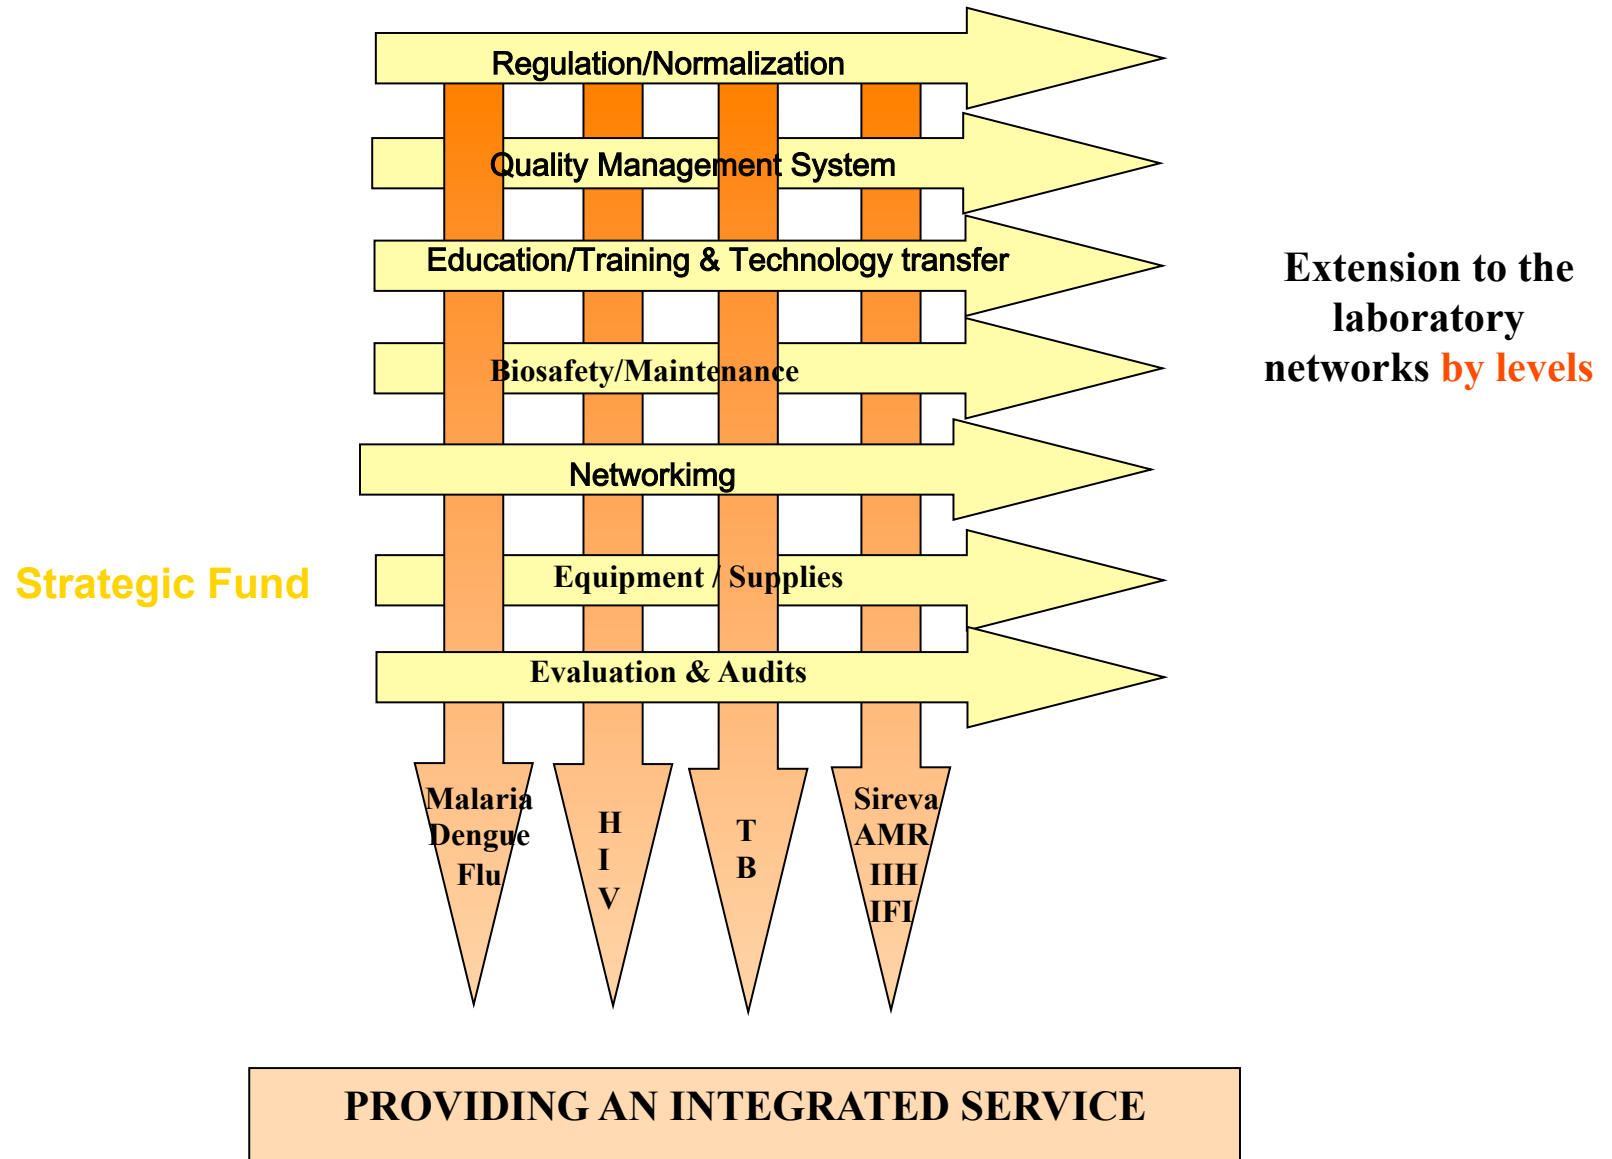 Regulation/Normalization
Quality Management System
Education/Training & Technology transfer
Biosafety/Maintenance
Networkimg
Equipment / Supplies
Evaluation & Audits
Strategic Fund
Extension to the
laboratory
networks by levels
Malaria
Dengue
Flu
H
I
V
T
B
Sireva
AMR
IIH
IFI
PROVIDING AN INTEGRATED SERVICE